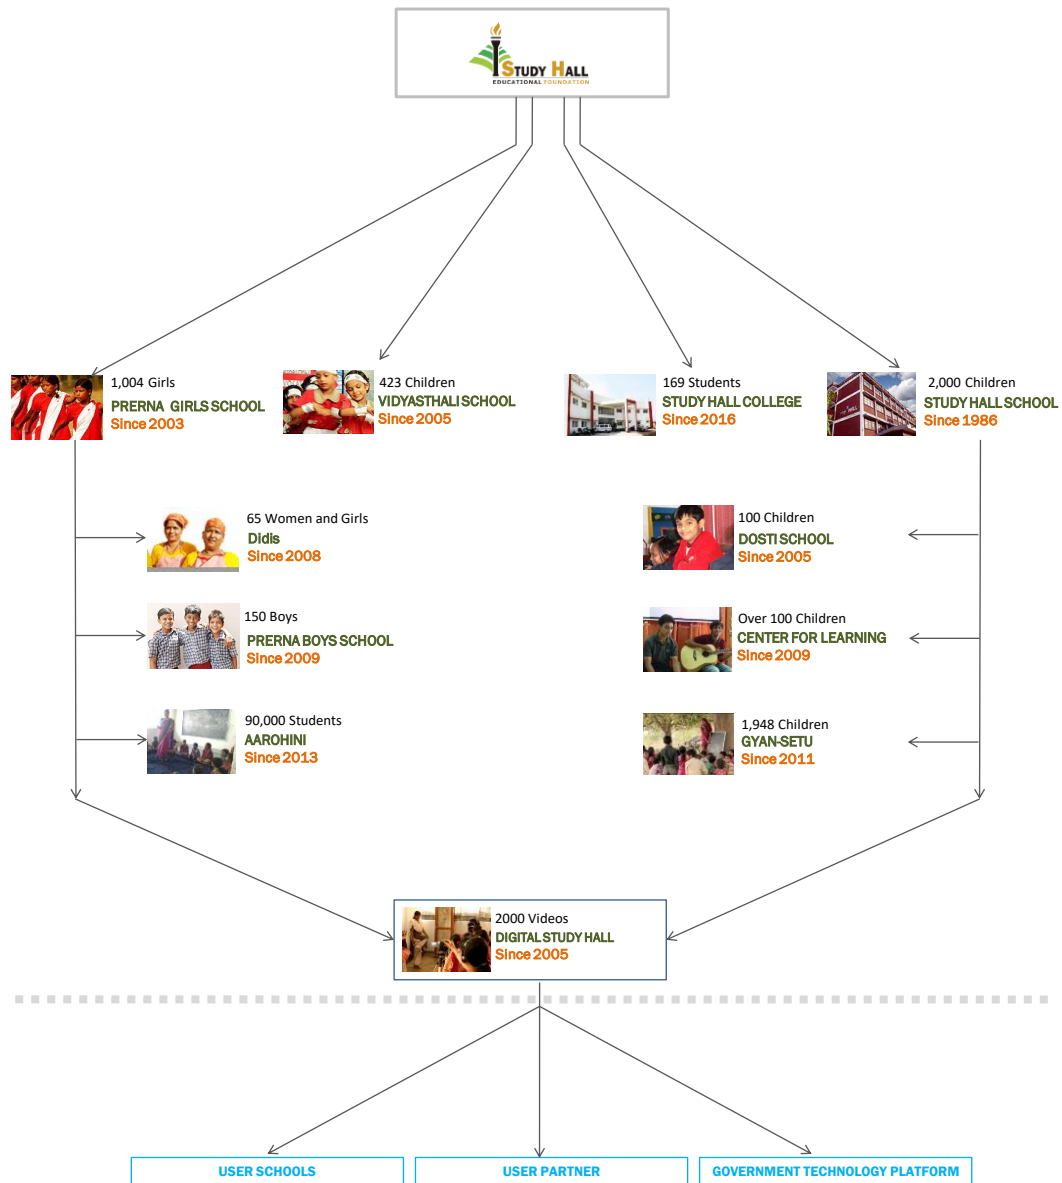 STUDY HALL
EDUCATIONAL FOUNDATION
1,004 Girls
PRERNA GIRLS SCHOOL
Since 2003
423 Children
VIDYASTHALI SCHOOL
Since 2005
169 Students
STUDY HALL COLLEGE
Since 2016
2,000 Children
STUDY HALL SCHOOL
Since 1986
65 Women and Girls
Didis
Since 2008
100 Children
DOSTI SCHOOL
Since 2005
150 Boys
PRERNA BOYS SCHOOL
Since 2009
Over 100 Children
CENTER FOR LEARNING
Since 2009
90,000 Students
AAROHINI
Since 2013
1,948 Children
GYAN-SETU
Since 2011
2000 Videos
DIGITAL STUDY HALL
Since 2005
USER SCHOOLS
USER PARTNER
GOVERNMENT TECHNOLOGY PLATFORM